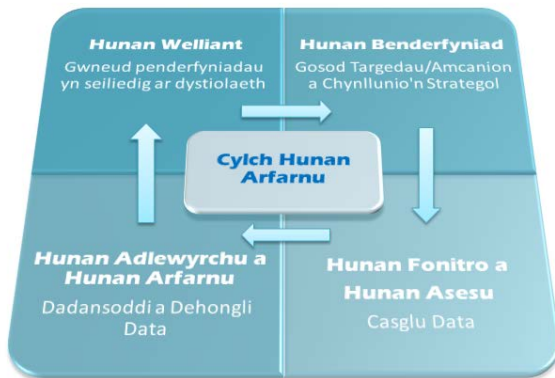 Hunan Welliant
Gwneud penderfyniadau
yn seiliedig ar dystiolaeth
Hunan Benderfyniad
Gosod Targedau/Amcanion
a Chynllunio'n Strategol
Cylch Hunan
Arfarnu
Hunan Adlewyrchu a
Hunan Arfarnu
Dadansoddi a Dehongli
Data
Hunan Fonitro a
Hunan Asesu
Casglu Data